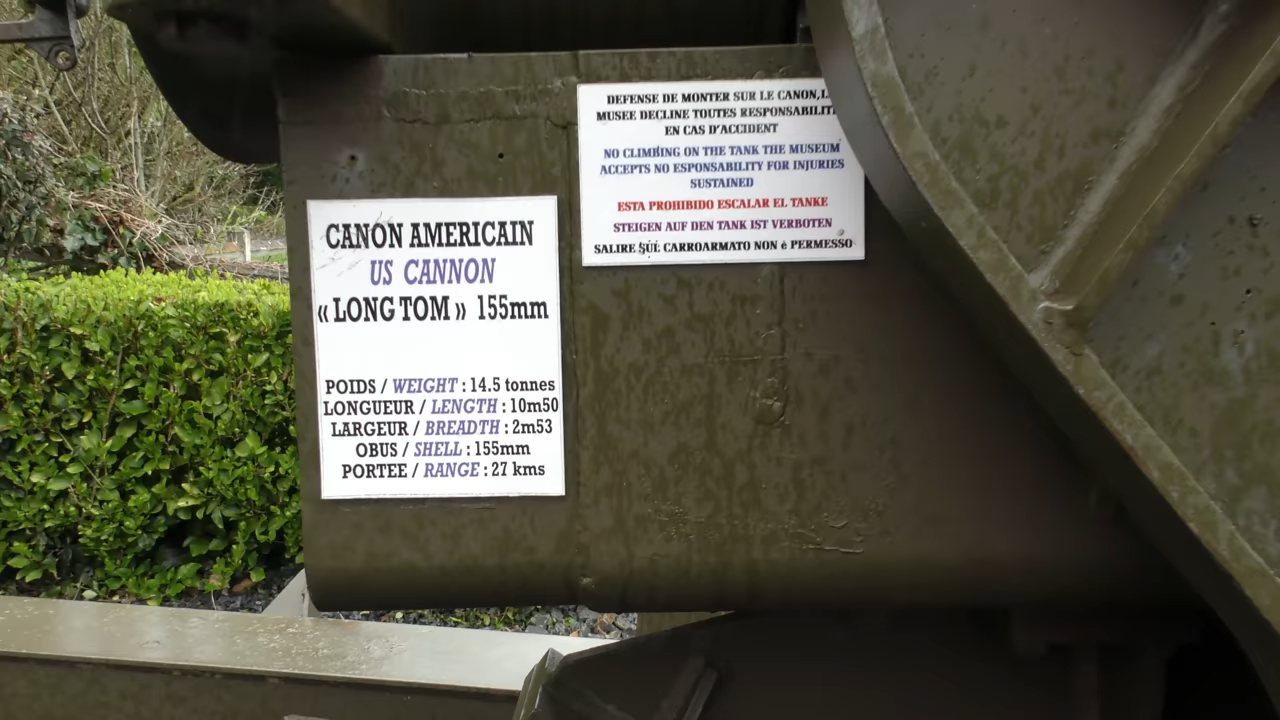 CANON AMERICAIN
US CANNON
« LONG TOM » 155mm
POIDS / WEIGHT : 14.5 tonnes
LONGUEUR / LENGTH : 10m50
LARGEUR / BREADTH : 2m53
OBUS / SHELL : 155mm
PORTEE / RANGE : 27 kms
DEFENSE DE MONTER SUR LE CANON,L
MUSEE DECLINE TOUTES RESPONSABILIT
EN CAS D'ACCIDENT
NO CLIMBING ON THE TANK THE MUSEUM
ACCEPTS NO ESPONSABILITY FOR INJURIES
SUSTAINED
ESTA PROHIBIDO ESCALAR EL TANKE
STEIGEN AUF DEN TANK IST VERBOTEN
SALIRE SUL CARROARMATO NON è PERMESSO